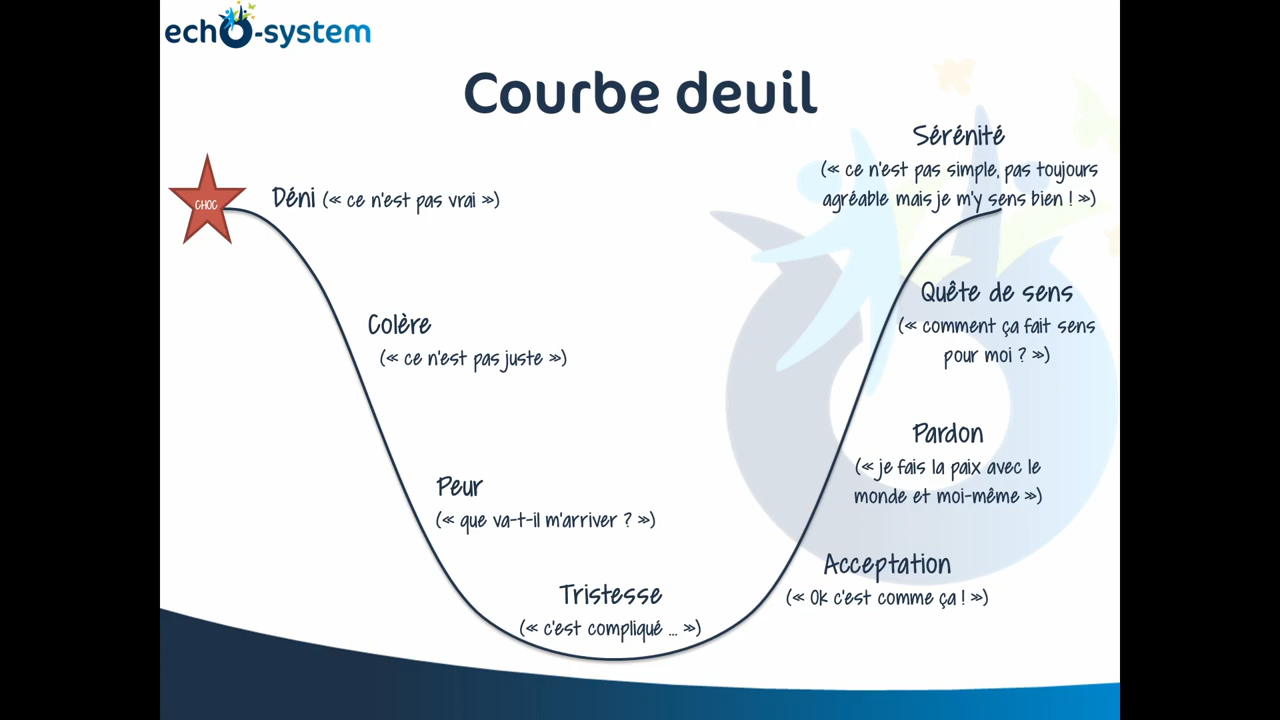 echO-system
Courbe deuil
CHOC
Déni (« ce n'est pas vrai »)
Colère
(« ce n'est pas juste »)
Peur
(« que va-t-il m'arriver ? »)
Tristesse
(« c'est compliqué ... »)
Acceptation
(« Ok c'est comme ça ! »)
Pardon
(« je fais la paix avec le
monde et moi-même »)
Quête de sens
(« comment ça fait sens
pour moi ? »)
Sérénité
(« ce n'est pas simple, pas toujours
agréable mais je m'y sens bien ! »)